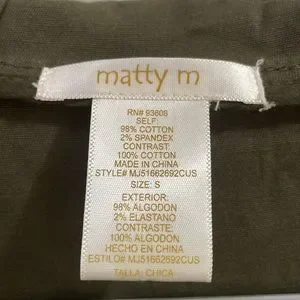 matty m
RN# 93608
SELF:
98% COTTON
2% SPANDEX
CONTRAST:
100% COTTON
MADE IN CHINA
STYLE# MJ51662692CUS
SIZE: S
EXTERIOR:
98% ALGODON
2% ELASTANO
CONTRASTE:
100% ALGODON
HECHO EN CHINA
ESTILO# MJ51662692CUS
TALLA: CHICA